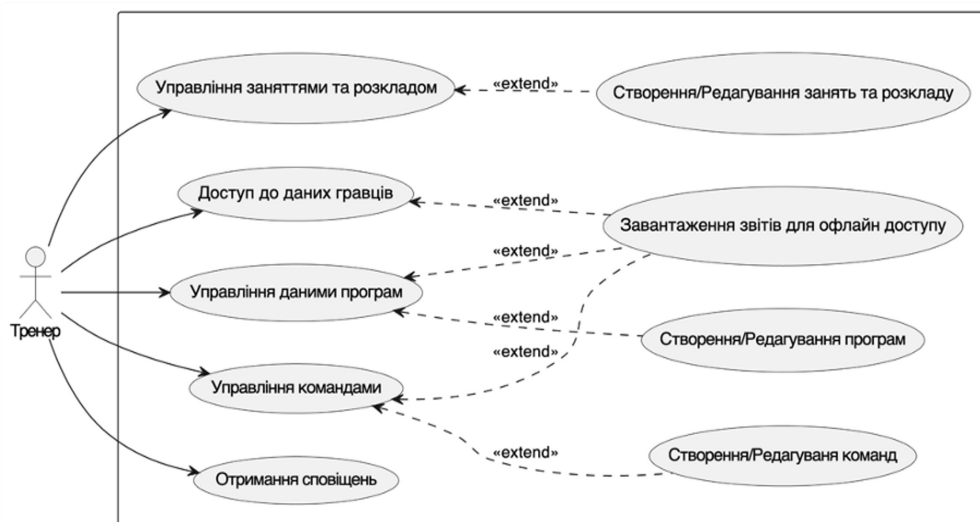 Управління заняттями та розкладом
«extend»
Створення/Редагування занять та розкладу
Доступ до даних гравців
«extend»
Завантаження звітів для офлайн доступу
«extend»
Управління даними програм
«extend»
Створення/Редагування програм
Тренер
«extend»
Управління командами
«extend»
Створення/Редагуваня команд
Отримання сповіщень